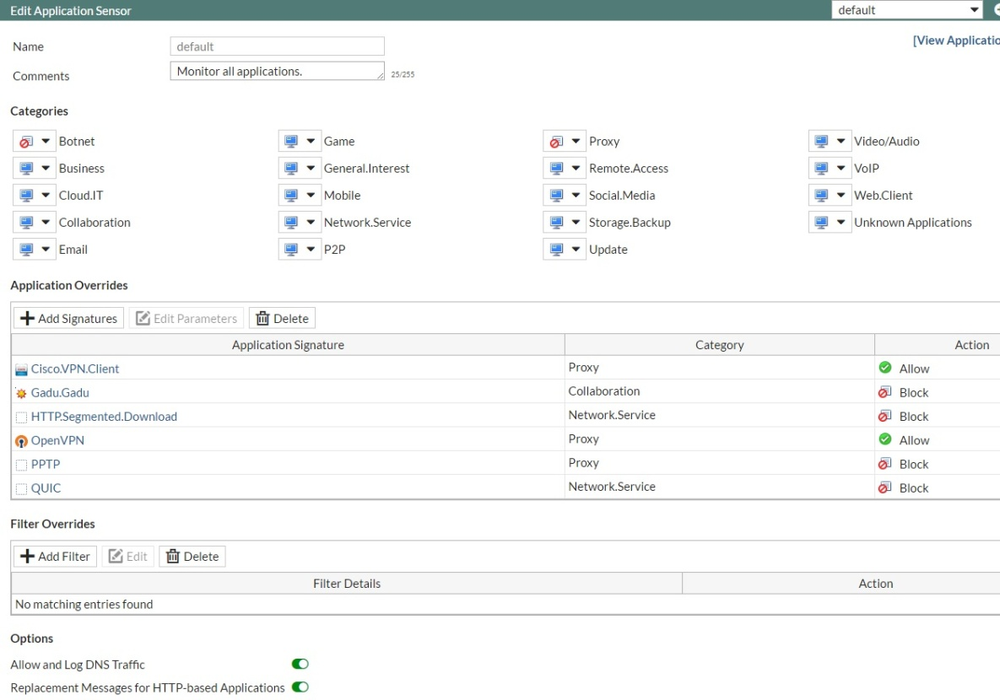 Edit Application Sensor default
Name default [View Applicatio
Comments Monitor all applications. 25/255
Categories
Botnet Game Proxy Video/Audio
Business General.Interest Remote.Access VoIP
Cloud.IT Mobile Social.Media Web.Client
Collaboration Network.Service Storage.Backup Unknown Applications
Email P2P Update
Application Overrides
Add Signatures Edit Parameters Delete
Application Signature Category Action
Cisco.VPN.Client Proxy Allow
Gadu.Gadu Collaboration Block
HTTP.Segmented.Download Network.Service Block
OpenVPN Proxy Allow
PPTP Proxy Block
QUIC Network.Service Block
Filter Overrides
Add Filter Edit Delete
Filter Details Action
No matching entries found
Options
Allow and Log DNS Traffic
Replacement Messages for HTTP-based Applications